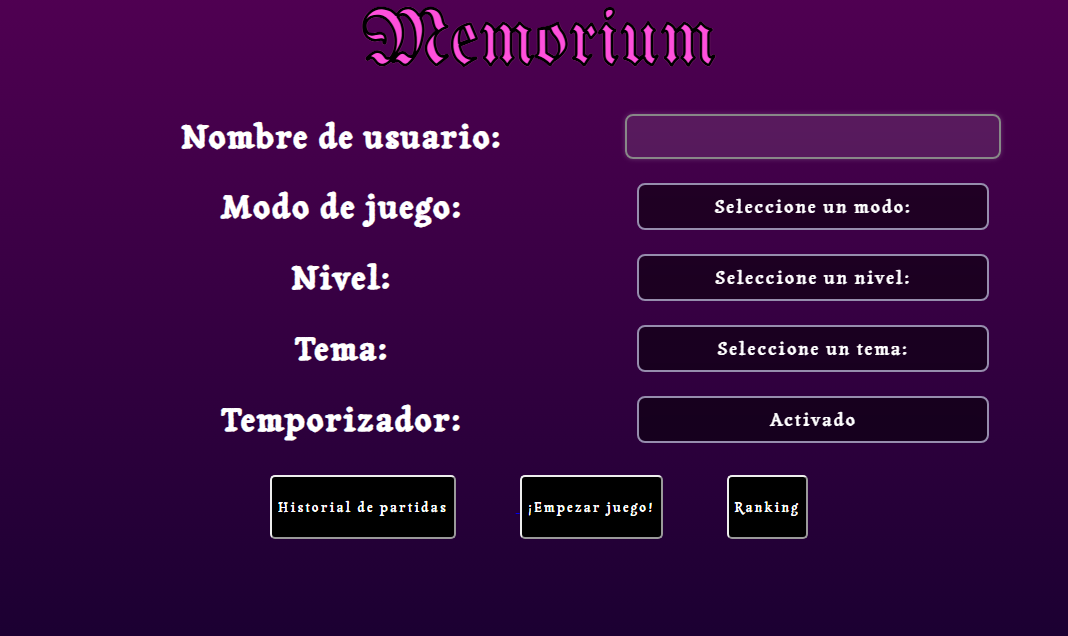 Memorium
Nombre de usuario:
Modo de juego:
Seleccione un modo:
Nivel:
Seleccione un nivel:
Tema:
Seleccione un tema:
Temporizador:
Activado
Historial de partidas
¡Empezar juego!
Ranking